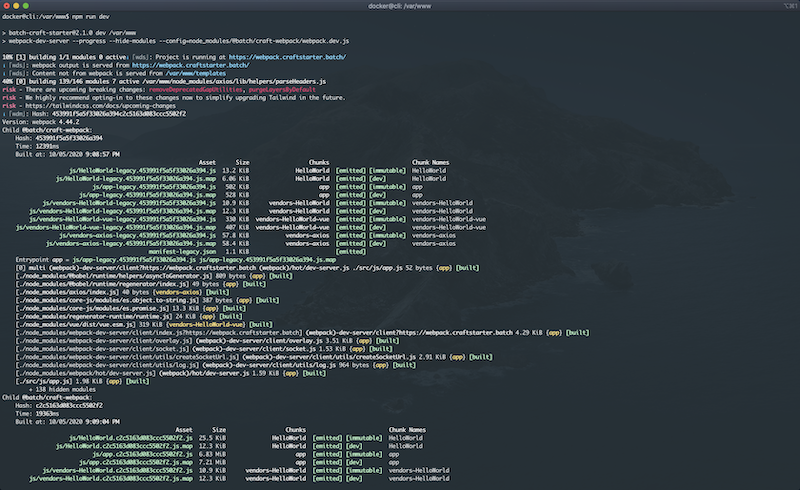 docker@cli: /var/www
⌥⌘1
docker@cli:/var/www$ npm run dev
> batch-craft-starter@2.1.0 dev /var/www
> webpack-dev-server --progress --hide-modules --config=node_modules/@batch/craft-webpack/webpack.dev.js
10% [1] building 1/1 modules 0 active: [wds]: Project is running at https://webpack.craftstarter.batch/
: [wds]: webpack output is served from https://webpack.craftstarter.batch/
: [wds]: Content not from webpack is served from /var/www/templates
40% [0] building 139/146 modules 7 active /var/www/node_modules/axios/lib/helpers/parseHeaders.js
risk - There are upcoming breaking changes: removeDeprecatedGapUtilities, purgeLayersByDefault
risk - We highly recommend opting-in to these changes now to simplify upgrading Tailwind in the future.
risk - https://tailwindcss.com/docs/upcoming-changes
: [wdm]: Hash: 453991f5a5f33026a394c2c5163d083ccc5502f2
Version: webpack 4.44.2
Child @batch/craft-webpack:
Hash: 453991f5a5f33026a394
Time: 12391ms
Built at: 10/05/2020 9:08:57 PM
Asset Size Chunks Chunk Names
js/HelloWorld-legacy.453991f5a5f33026a394.js 13.2 KiB HelloWorld [emitted] [immutable] HelloWorld
js/HelloWorld-legacy.453991f5a5f33026a394.js.map 6.06 KiB HelloWorld [emitted] [dev] HelloWorld
js/app-legacy.453991f5a5f33026a394.js 502 KiB app [emitted] [immutable] app
js/app-legacy.453991f5a5f33026a394.js.map 528 KiB app [emitted] [dev] app
js/vendors-HelloWorld-legacy.453991f5a5f33026a394.js 10.9 KiB vendors-HelloWorld [emitted] [immutable] vendors-HelloWorld
js/vendors-HelloWorld-legacy.453991f5a5f33026a394.js.map 12.3 KiB vendors-HelloWorld [emitted] [dev] vendors-HelloWorld
js/vendors-HelloWorld-vue-legacy.453991f5a5f33026a394.js 330 KiB vendors-HelloWorld-vue [emitted] [immutable] vendors-HelloWorld-vue
js/vendors-HelloWorld-vue-legacy.453991f5a5f33026a394.js.map 407 KiB vendors-HelloWorld-vue [emitted] [dev] vendors-HelloWorld-vue
js/vendors-axios-legacy.453991f5a5f33026a394.js 57.8 KiB vendors-axios [emitted] [immutable] vendors-axios
js/vendors-axios-legacy.453991f5a5f33026a394.js.map 58.4 KiB vendors-axios [emitted] [dev] vendors-axios
manifest-legacy.json 1.1 KiB [emitted]
Entrypoint app = js/app-legacy.453991f5a5f33026a394.js js/app-legacy.453991f5a5f33026a394.js.map
[0] multi (webpack)-dev-server/client?https://webpack.craftstarter.batch (webpack)/hot/dev-server.js ./src/js/app.js 52 bytes {app} [built]
[./node_modules/@babel/runtime/helpers/asyncToGenerator.js] 809 bytes {app} [built]
[./node_modules/@babel/runtime/regenerator/index.js] 49 bytes {app} [built]
[./node_modules/axios/index.js] 40 bytes {vendors-axios} [built]
[./node_modules/core-js/modules/es.object.to-string.js] 387 bytes {app} [built]
[./node_modules/core-js/modules/es.promise.js] 13.3 KiB {app} [built]
[./node_modules/regenerator-runtime/runtime.js] 24 KiB {app} [built]
[./node_modules/vue/dist/vue.esm.js] 319 KiB {vendors-HelloWorld-vue} [built]
[./node_modules/webpack-dev-server/client/index.js?https://webpack.craftstarter.batch] (webpack)-dev-server/client?https://webpack.craftstarter.batch 4.29 KiB {app} [built]
[./node_modules/webpack-dev-server/client/overlay.js] (webpack)-dev-server/client/overlay.js 3.51 KiB {app} [built]
[./node_modules/webpack-dev-server/client/socket.js] (webpack)-dev-server/client/socket.js 1.53 KiB {app} [built]
[./node_modules/webpack-dev-server/client/utils/createSocketUrl.js] (webpack)-dev-server/client/utils/createSocketUrl.js 2.91 KiB {app} [built]
[./node_modules/webpack-dev-server/client/utils/log.js] (webpack)-dev-server/client/utils/log.js 964 bytes {app} [built]
[./node_modules/webpack/hot/dev-server.js] (webpack)/hot/dev-server.js 1.59 KiB {app} [built]
[./src/js/app.js] 1.98 KiB {app} [built]
+ 138 hidden modules
Child @batch/craft-webpack:
Hash: c2c5163d083ccc5502f2
Time: 19363ms
Built at: 10/05/2020 9:09:04 PM
Asset Size Chunks Chunk Names
js/HelloWorld.c2c5163d083ccc5502f2.js 25.5 KiB HelloWorld [emitted] [immutable] HelloWorld
js/HelloWorld.c2c5163d083ccc5502f2.js.map 12.3 KiB HelloWorld [emitted] [dev] HelloWorld
js/app.c2c5163d083ccc5502f2.js 6.83 MiB app [emitted] [immutable] app
js/app.c2c5163d083ccc5502f2.js.map 7.21 MiB app [emitted] [dev] app
js/vendors-HelloWorld.c2c5163d083ccc5502f2.js 10.9 KiB vendors-HelloWorld [emitted] [immutable] vendors-HelloWorld
js/vendors-HelloWorld.c2c5163d083ccc5502f2.js.map 12.3 KiB vendors-HelloWorld [emitted] [dev] vendors-HelloWorld